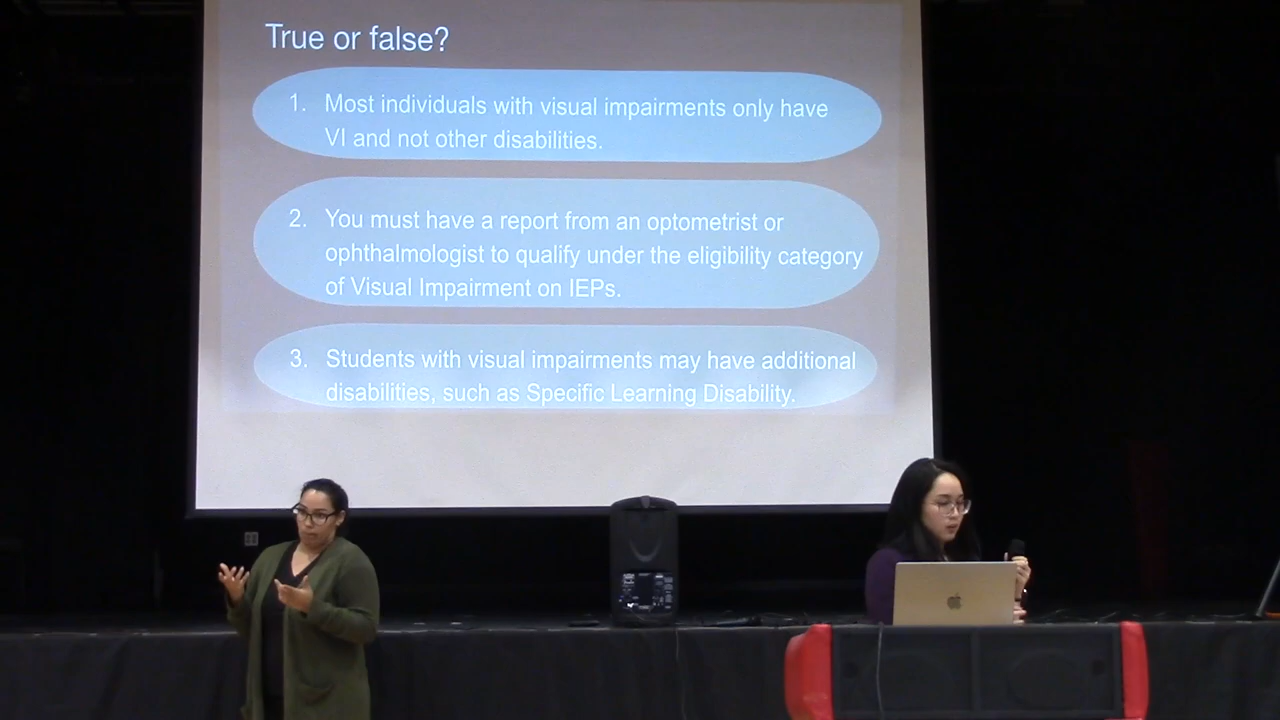 True or false?
1. Most individuals with visual impairments only have
VI and not other disabilities.
2. You must have a report from an optometrist or
ophthalmologist to qualify under the eligibility category
of Visual Impairment on IEPs.
3. Students with visual impairments may have additional
disabilities, such as Specific Learning Disability.